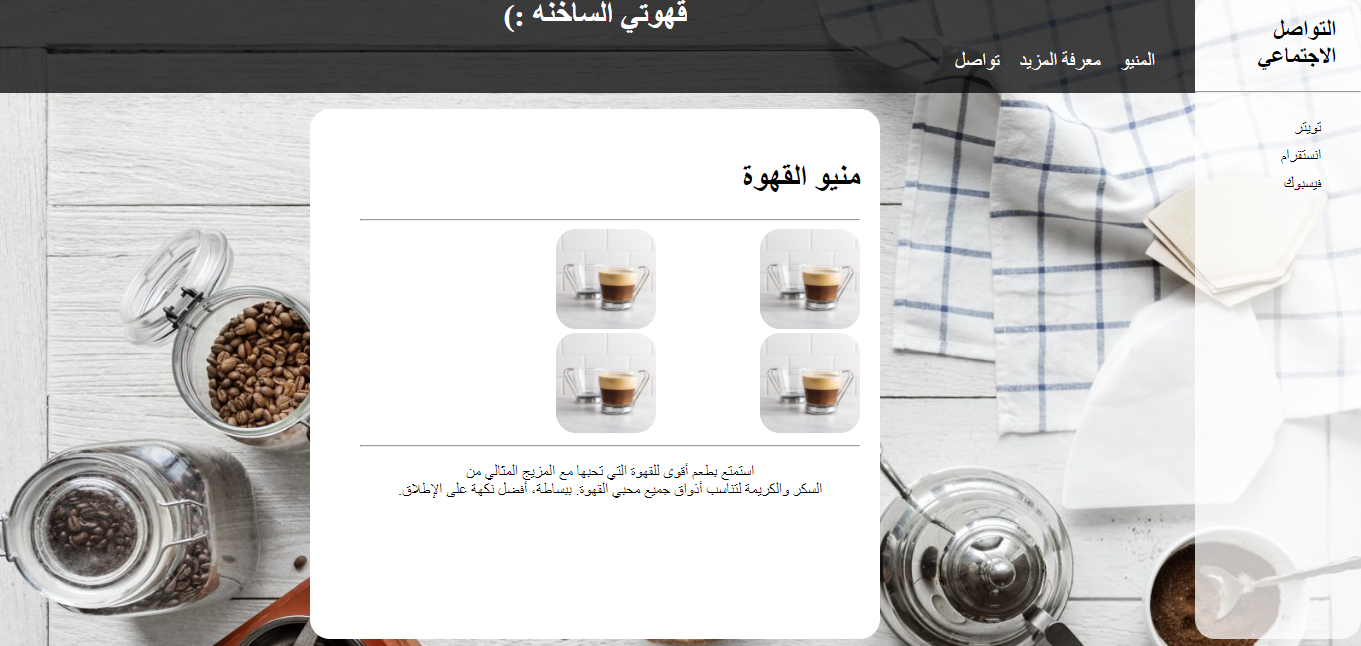 قهوتي الساخنه :)
المنيو معرفة المزيد تواصل
التواصل
الاجتماعي
تويتر
انستقرام
فيسبوك
منيو القهوة
استمتع بطعم أقوى للقهوة التي تحبها مع المزيج المثالي من
السكر والكريمة لتناسب أذواق جميع محبي القهوة. ببساطة، أفضل نكهة على الإطلاق.